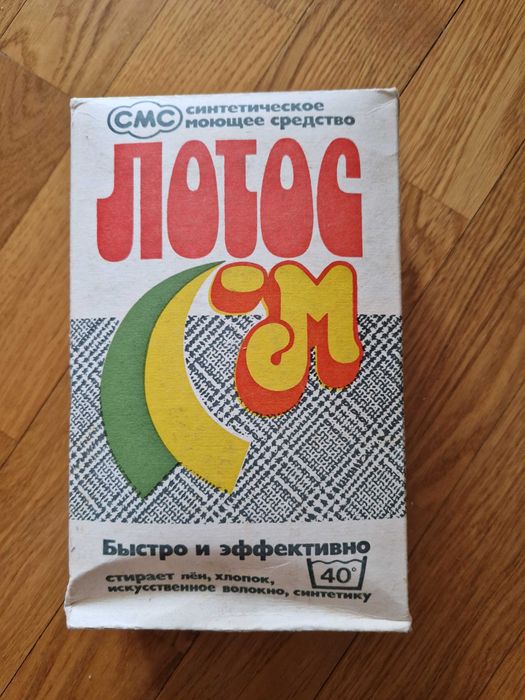 СМС синтетическое
моющее средство
ЛОТОС
-М
Быстро и эффективно
стирает лён, хлопок,
искусственное волокно, синтетику
40°